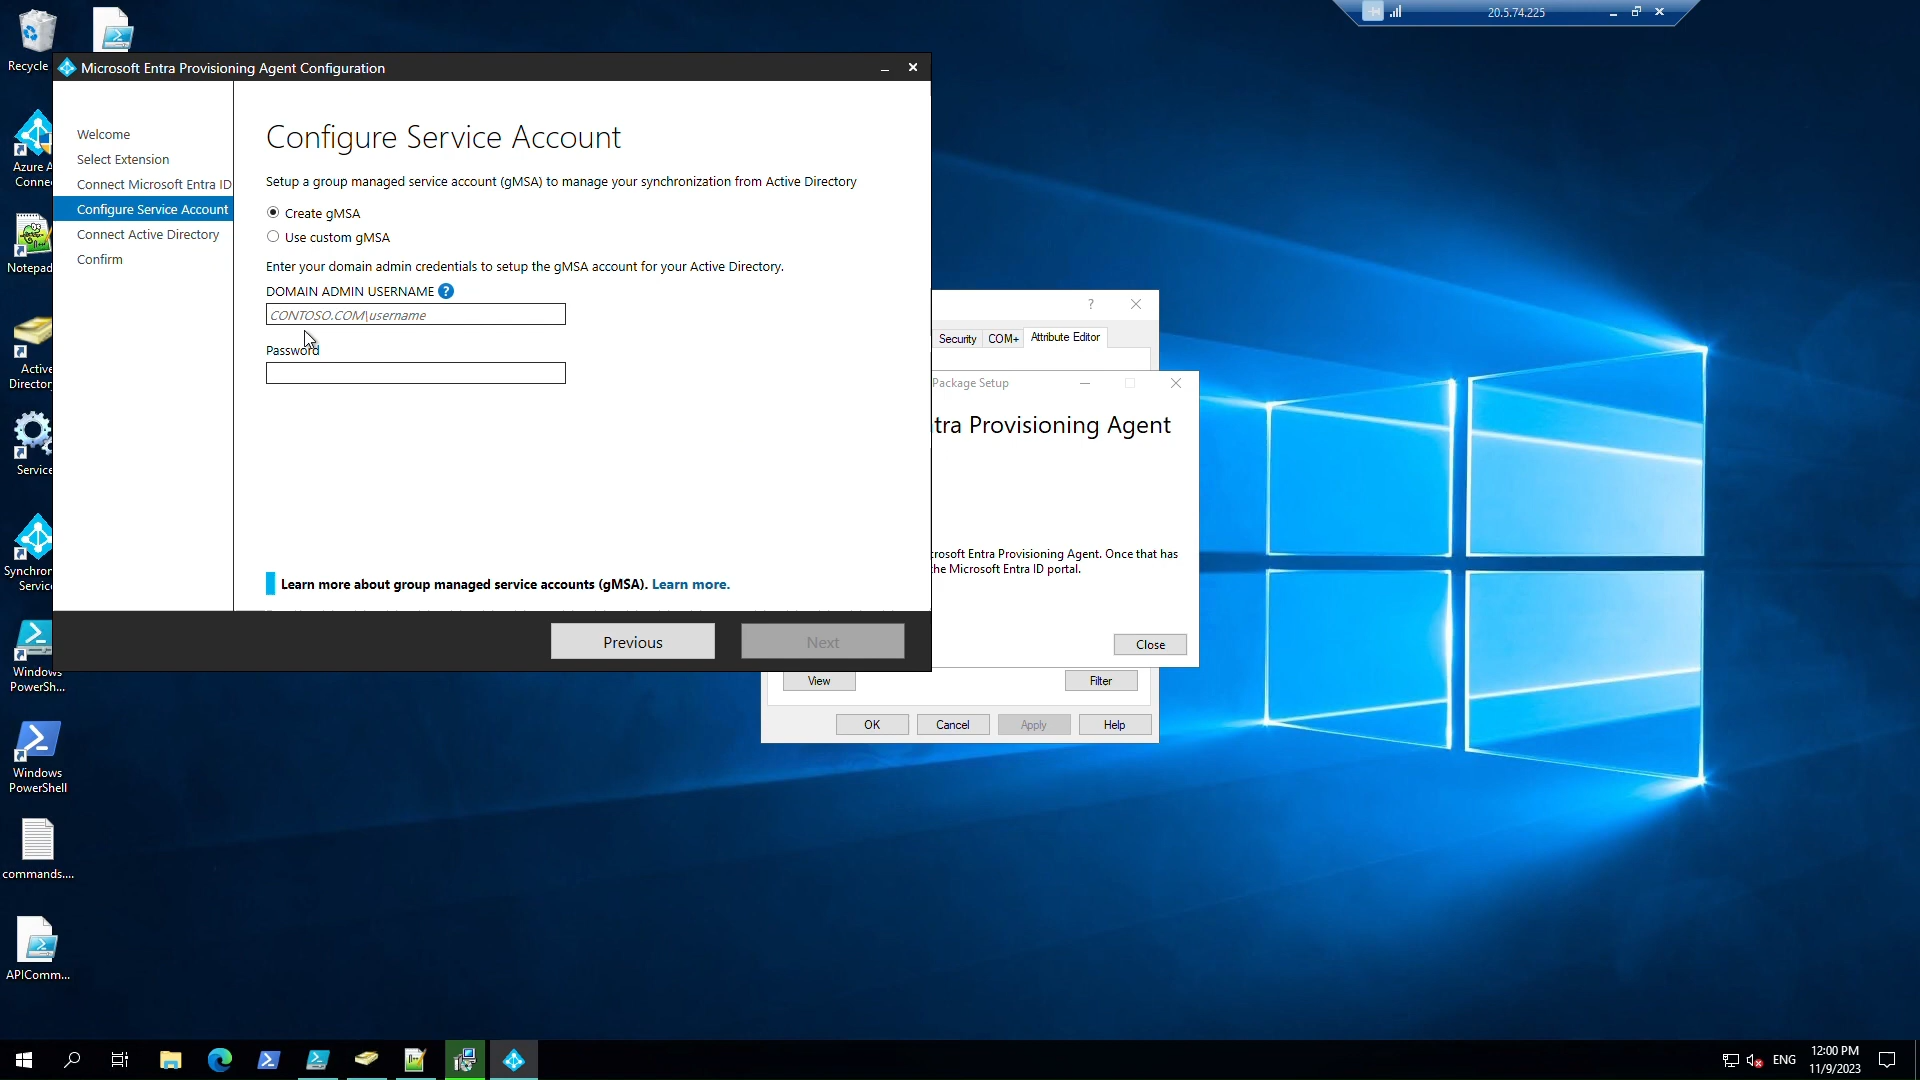 20.5.74.225
Recycle
Azure A
Conne
Notepad
Active
Director
Service
Synchron
Service
Windows
PowerSh...
Windows
PowerShell
commands....
APIComm...
Microsoft Entra Provisioning Agent Configuration
Welcome
Select Extension
Connect Microsoft Entra ID
Configure Service Account
Connect Active Directory
Confirm
Configure Service Account
Setup a group managed service account (gMSA) to manage your synchronization from Active Directory
Create gMSA
Use custom gMSA
Enter your domain admin credentials to setup the gMSA account for your Active Directory.
DOMAIN ADMIN USERNAME ?
CONTOSO.COM\username
Password
Learn more about group managed service accounts (gMSA). Learn more.
Previous
Next
?
Security
COM+
Attribute Editor
Package Setup
tra Provisioning Agent
rosoft Entra Provisioning Agent. Once that has
he Microsoft Entra ID portal.
Close
View
Filter
OK
Cancel
Apply
Help
ENG
12:00 PM
11/9/2023